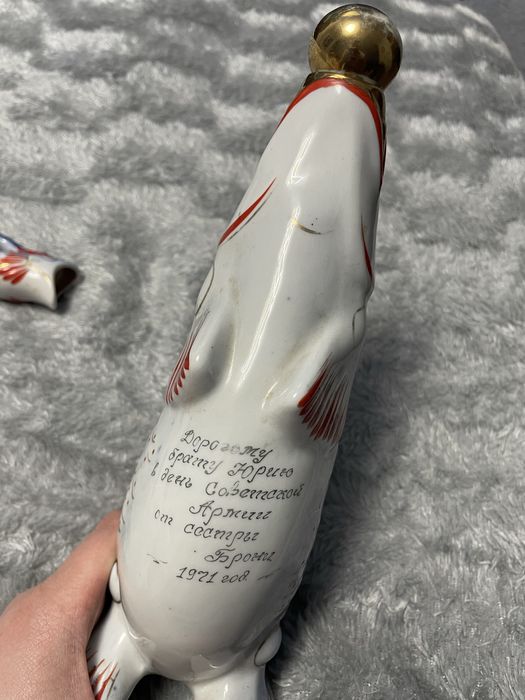 Дорогому
брату Юрию
в день Советской
Армии
от сестры
Брони
1971 год